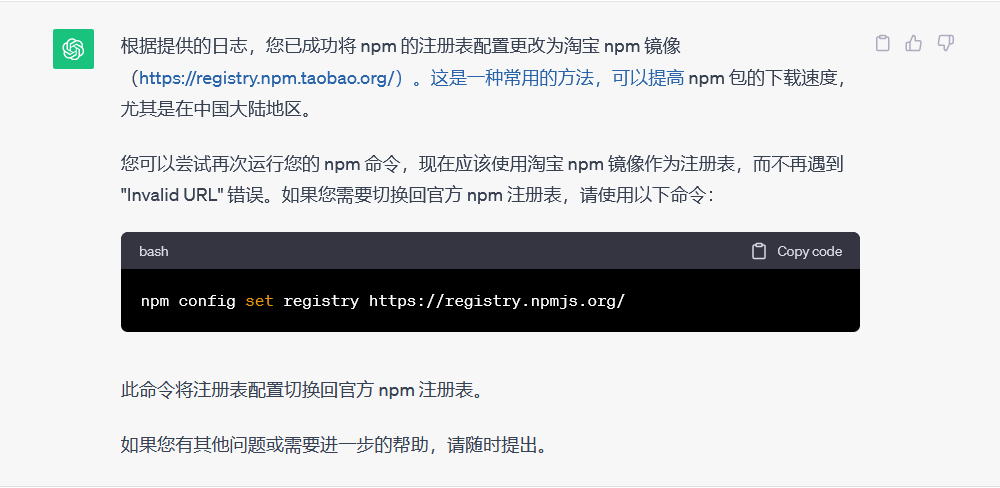 根据提供的日志，您已成功将 npm 的注册表配置更改为淘宝 npm 镜像
（https://registry.npm.taobao.org/）。这是一种常用的方法，可以提高 npm 包的下载速度，
尤其是在中国大陆地区。
您可以尝试再次运行您的 npm 命令，现在应该使用淘宝 npm 镜像作为注册表，而不再遇到
"Invalid URL" 错误。如果您需要切换回官方 npm 注册表，请使用以下命令：
bash Copy code
npm config set registry https://registry.npmjs.org/
此命令将注册表配置切换回官方 npm 注册表。
如果您有其他问题或需要进一步的帮助，请随时提出。